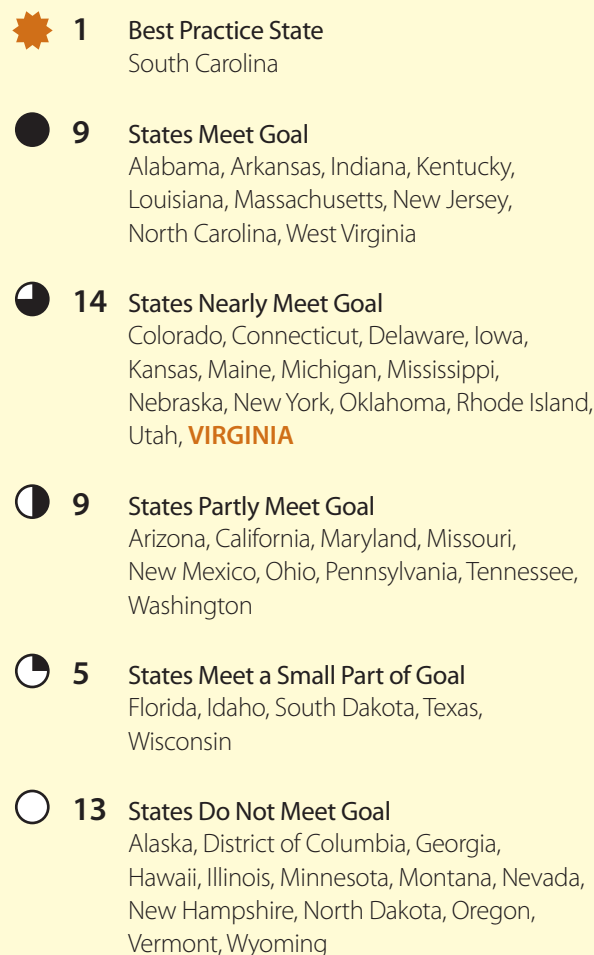 1 Best Practice State
South Carolina
9 States Meet Goal
Alabama, Arkansas, Indiana, Kentucky,
Louisiana, Massachusetts, New Jersey,
North Carolina, West Virginia
14 States Nearly Meet Goal
Colorado, Connecticut, Delaware, Iowa,
Kansas, Maine, Michigan, Mississippi,
Nebraska, New York, Oklahoma, Rhode Island,
Utah, VIRGINIA
9 States Partly Meet Goal
Arizona, California, Maryland, Missouri,
New Mexico, Ohio, Pennsylvania, Tennessee,
Washington
5 States Meet a Small Part of Goal
Florida, Idaho, South Dakota, Texas,
Wisconsin
13 States Do Not Meet Goal
Alaska, District of Columbia, Georgia,
Hawaii, Illinois, Minnesota, Montana, Nevada,
New Hampshire, North Dakota, Oregon,
Vermont, Wyoming